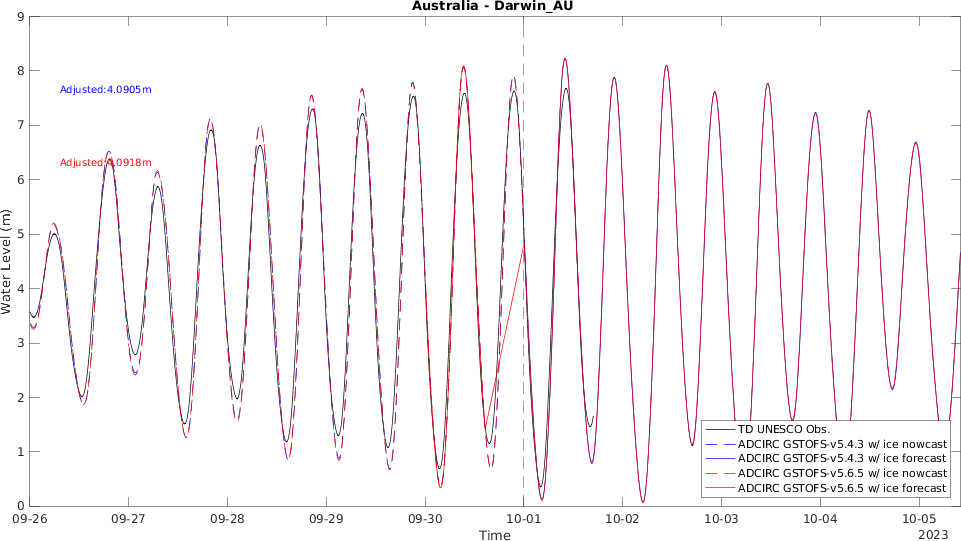 Australia - Darwin_AU
9
8
7
6
5
4
3
2
1
0
Water Level (m)
Adjusted:4.0905m
Adjusted:4.0918m
TD UNESCO Obs.
ADCIRC GSTOFS-v5.4.3 w/ ice nowcast
ADCIRC GSTOFS-v5.4.3 w/ ice forecast
ADCIRC GSTOFS-v5.6.5 w/ ice nowcast
ADCIRC GSTOFS-v5.6.5 w/ ice forecast
09-26 09-27 09-28 09-29 09-30 10-01 10-02 10-03 10-04 10-05
Time
2023